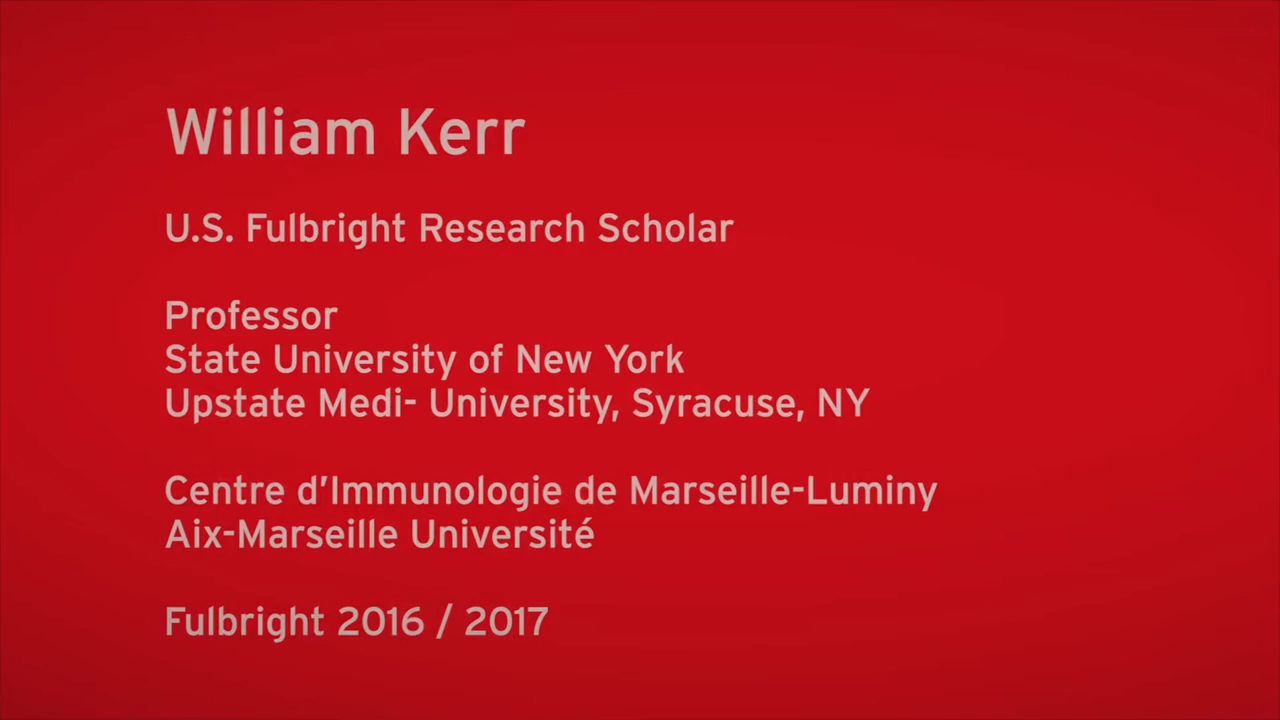 William Kerr
U.S. Fulbright Research Scholar
Professor
State University of New York
Upstate Medi- University, Syracuse, NY
Centre d’Immunologie de Marseille-Luminy
Aix-Marseille Université
Fulbright 2016 / 2017